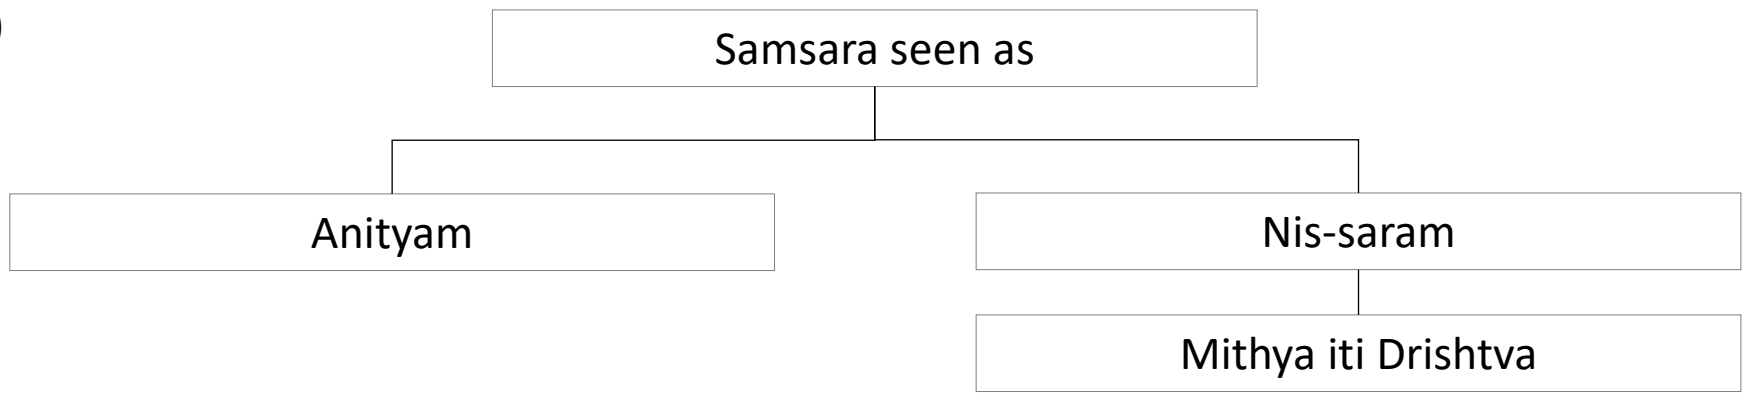 )
Samsara seen as
Anityam
Nis-saram
Mithya iti Drishtva